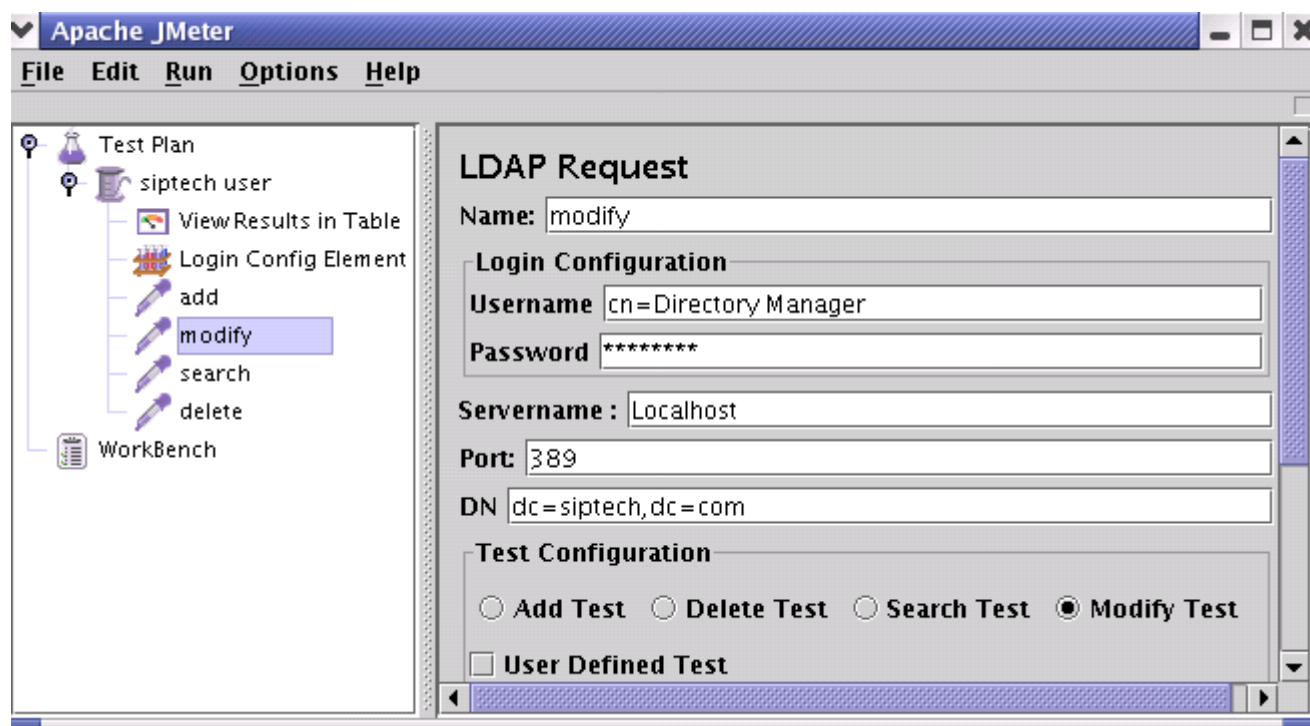 Apache JMeter
File Edit Run Options Help
Test Plan
siptech user
View Results in Table
Login Config Element
add
modify
search
delete
WorkBench
LDAP Request
Name: modify
Login Configuration
Username cn=Directory Manager
Password ********
Servername : Localhost
Port: 389
DN dc=siptech,dc=com
Test Configuration
Add Test Delete Test Search Test Modify Test
User Defined Test